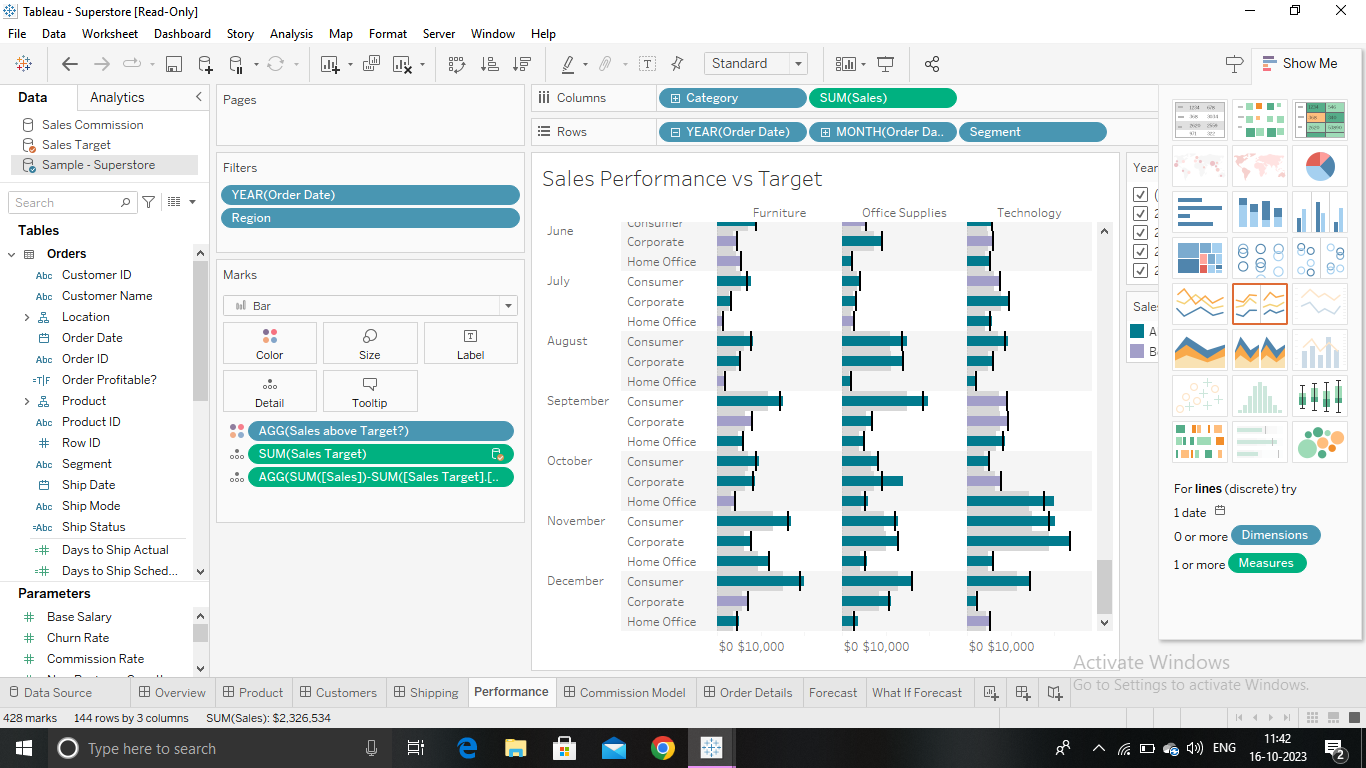 Tableau - Superstore [Read-Only]
File Data Worksheet Dashboard Story Analysis Map Format Server Window Help
Standard
Show Me
Data Analytics
Sales Commission
Sales Target
Sample - Superstore
Search
Tables
Orders
Abc Customer ID
Abc Customer Name
Location
Order Date
Abc Order ID
=T|F Order Profitable?
Product
Abc Product ID
# Row ID
Abc Segment
Ship Date
Abc Ship Mode
=Abc Ship Status
=# Days to Ship Actual
=# Days to Ship Sched...
Parameters
# Base Salary
# Churn Rate
# Commission Rate
Pages
Filters
YEAR(Order Date)
Region
Marks
Bar
Color Size Label
Detail Tooltip
AGG(Sales above Target?)
SUM(Sales Target)
AGG(SUM([Sales])-SUM([Sales Target].[..
Columns Category SUM(Sales)
Rows YEAR(Order Date) MONTH(Order Da.. Segment
Sales Performance vs Target
Furniture Office Supplies Technology
June Consumer
Corporate
Home Office
July Consumer
Corporate
Home Office
August Consumer
Corporate
Home Office
September Consumer
Corporate
Home Office
October Consumer
Corporate
Home Office
November Consumer
Corporate
Home Office
December Consumer
Corporate
Home Office
$0 $10,000 $0 $10,000 $0 $10,000
Year
Sales
For lines (discrete) try
1 date
0 or more Dimensions
1 or more Measures
Activate Windows
Go to Settings to activate Windows.
Data Source Overview Product Customers Shipping Performance Commission Model Order Details Forecast What If Forecast
428 marks 144 rows by 3 columns SUM(Sales): $2,326,534
Type here to search
ENG
11:42
16-10-2023
2